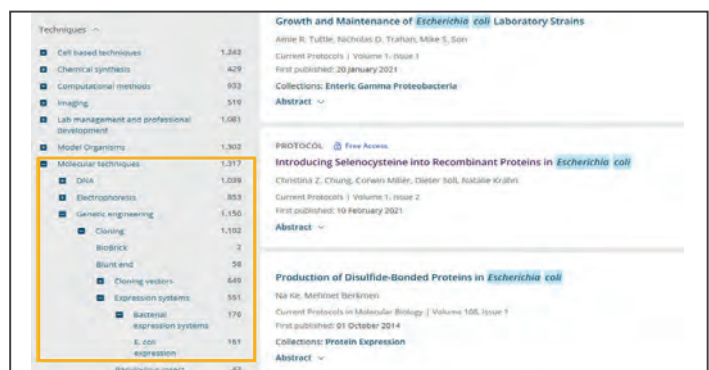 Techniques
Cell based techniques 1,243
Chemical synthesis 429
Computational methods 933
Imaging 519
Lab management and professional
development 1,081
Model Organisms 1,302
Molecular techniques 1,317
DNA 1,039
Electrophoresis 853
Genetic engineering 1,150
Cloning 1,102
BioBrick 2
Blunt end 58
Cloning vectors 640
Expression systems 551
Bacterial
expression systems 170
E. coli
expression 161
Growth and Maintenance of Escherichia coli Laboratory Strains
Amie R. Tuttle, Nicholas D. Trahan, Mike S. Son
Current Protocols | Volume 1, Issue 1
First published: 20 January 2021
Collections: Enteric Gamma Proteobacteria
Abstract
PROTOCOL Free Access
Introducing Selenocysteine into Recombinant Proteins in Escherichia coli
Christina Z. Chung, Corwin Miller, Dieter Söll, Natalie Krahn
Current Protocols | Volume 1, Issue 2
First published: 10 February 2021
Abstract
Production of Disulfide-Bonded Proteins in Escherichia coli
Na Ke, Mehmet Berkmen
Current Protocols in Molecular Biology | Volume 108, Issue 1
First published: 01 October 2014
Collections: Protein Expression
Abstract